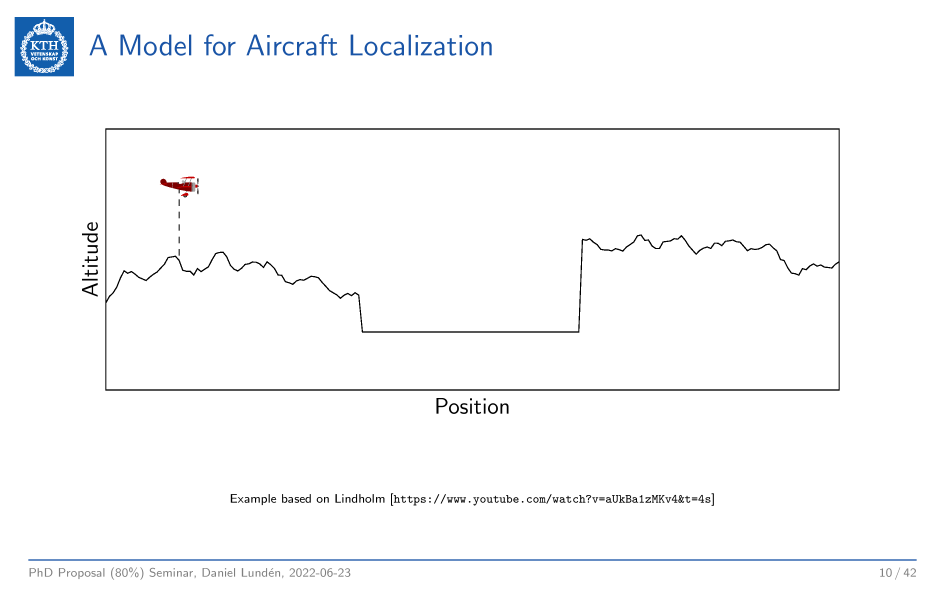 KTH
VETENSKAP
OCH KONST
A Model for Aircraft Localization
Altitude
Position
Example based on Lindholm [https://www.youtube.com/watch?v=aUkBa1zMKv4&t=4s]
PhD Proposal (80%) Seminar, Daniel Lundén, 2022-06-23
10 / 42